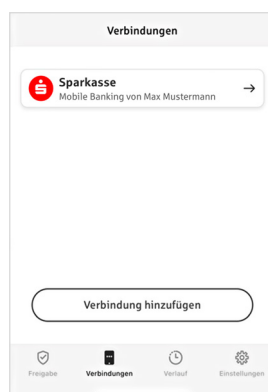 Verbindungen
Sparkasse
Mobile Banking von Max Mustermann
Verbindung hinzufügen
Freigabe
Verbindungen
Verlauf
Einstellungen